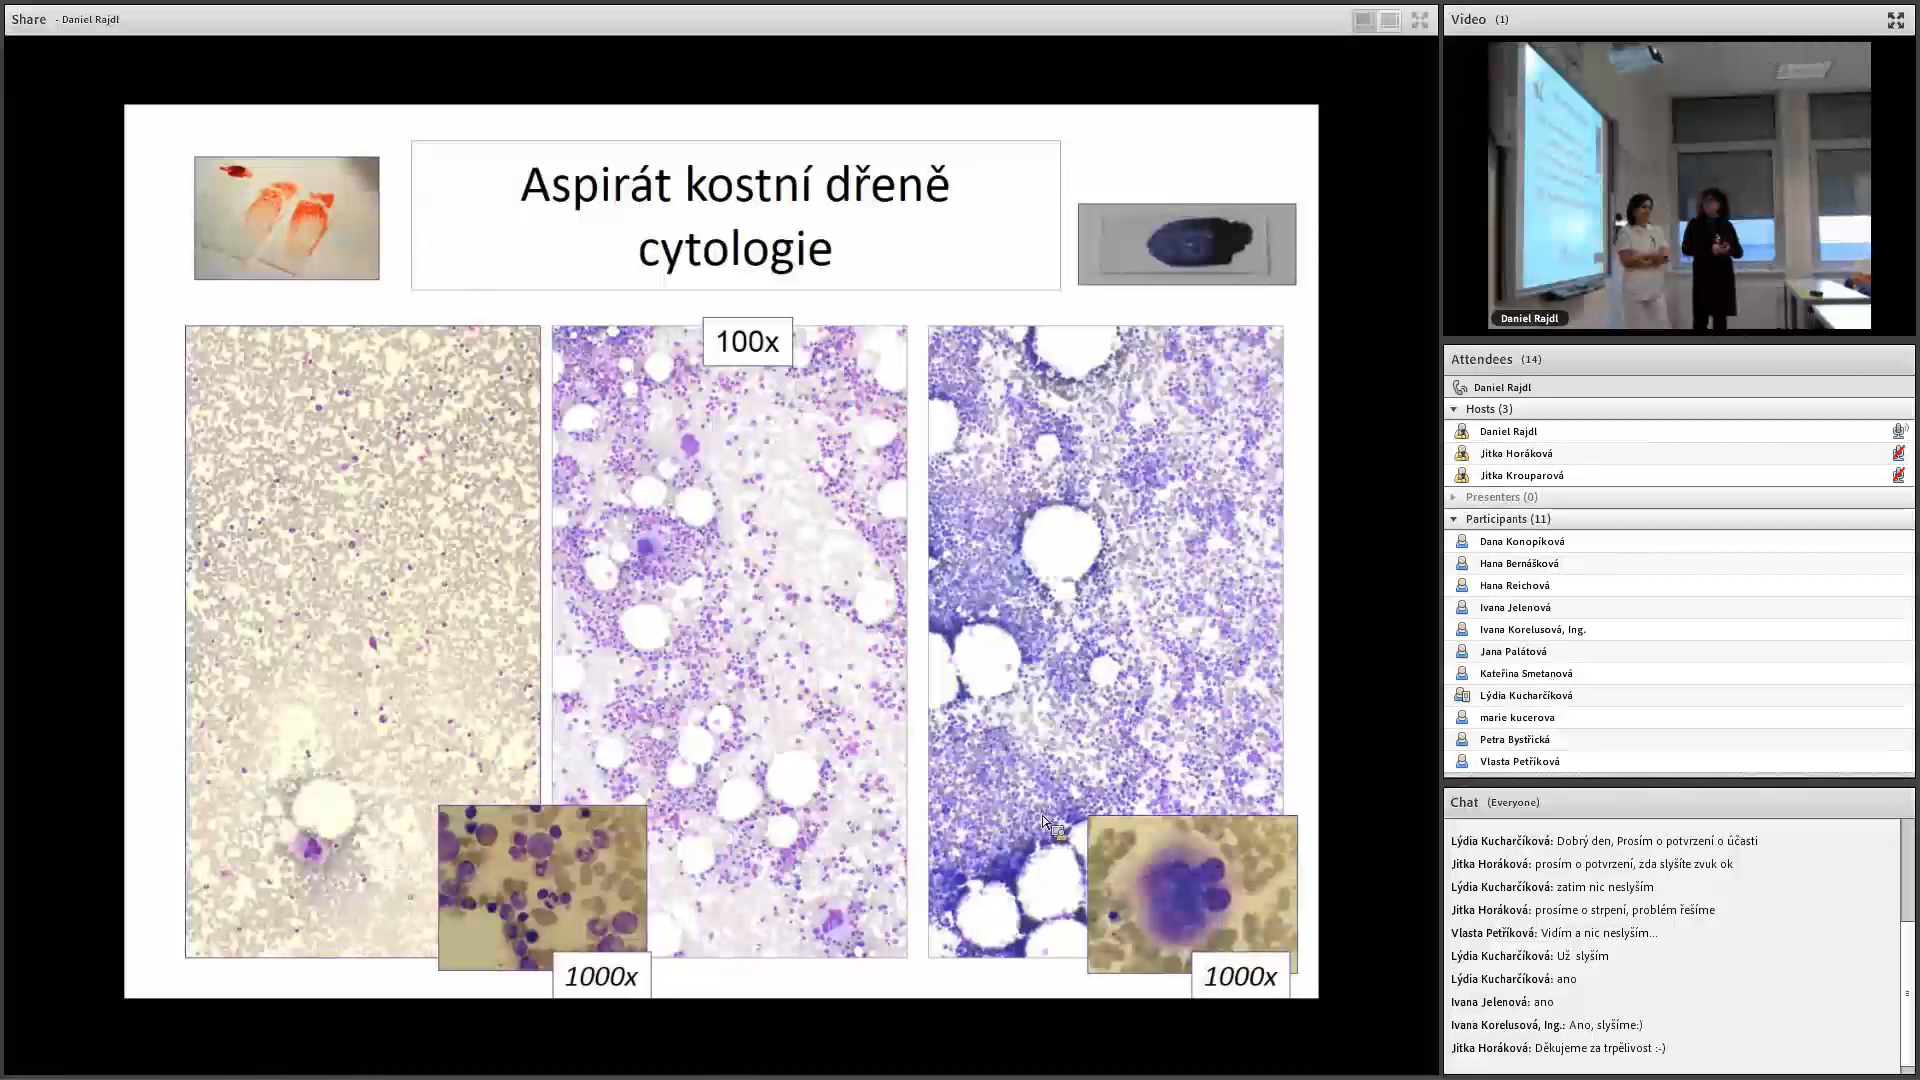 Share - Daniel Rajdl
Aspirát kostní dřeně
cytologie
100x
1000x
1000x
Video (1)
Daniel Rajdl
Attendees (14)
Daniel Rajdl
Hosts (3)
Daniel Rajdl
Jitka Horáková
Jitka Krouparová
Presenters (0)
Participants (11)
Dana Konopíková
Hana Bernášková
Hana Reichová
Ivana Jelenová
Ivana Korelusová, Ing.
Jana Palátová
Kateřina Smetanová
Lýdia Kucharčíková
marie kucerova
Petra Bystřická
Vlasta Petříková
Chat (Everyone)
Lýdia Kucharčíková: Dobrý den, Prosím o potvrzení o účasti
Jitka Horáková: prosím o potvrzení, zda slyšíte zvuk ok
Lýdia Kucharčíková: zatim nic neslyším
Jitka Horáková: prosíme o strpení, problém řešíme
Vlasta Petříková: Vidím a nic neslyším...
Lýdia Kucharčíková: Už slyším
Lýdia Kucharčíková: ano
Ivana Jelenová: ano
Ivana Korelusová, Ing.: Ano, slyšíme:)
Jitka Horáková: Děkujeme za trpělivost :-)